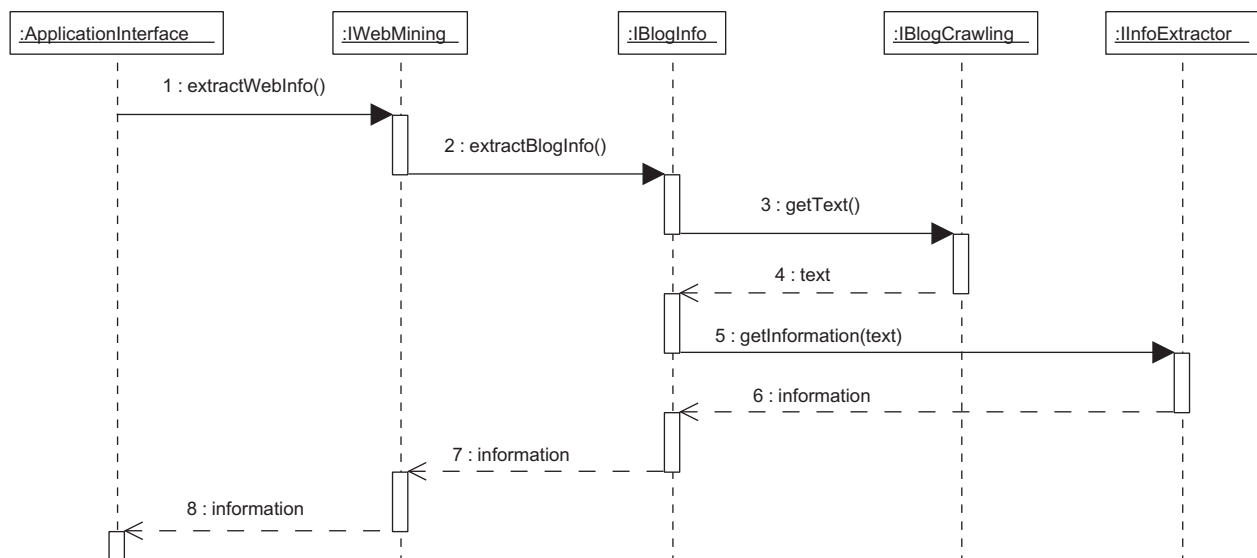 :ApplicationInterface
:IWebMining
:IBlogInfo
:IBlogCrawling
:IInfoExtractor
1 : extractWebInfo()
2 : extractBlogInfo()
3 : getText()
4 : text
5 : getInformation(text)
6 : information
7 : information
8 : information